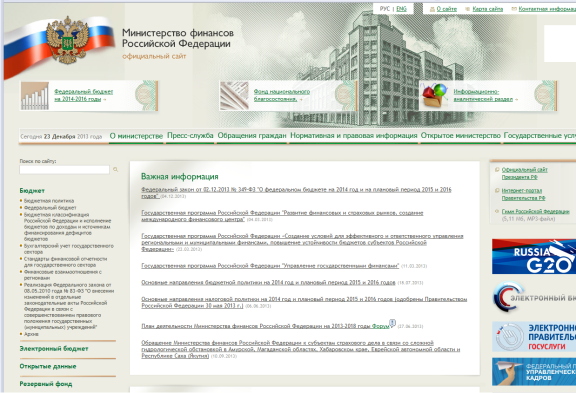 РУС | ENG
О сайте
Карта сайта
Контактная информа
Министерство финансов
Российской Федерации
официальный сайт
Федеральный бюджет
на 2014-2016 годы
Фонд национального
благосостояния.
Информационно-
аналитический раздел
Сегодня 23 Декабря 2013 года
О министерстве Пресс-служба Обращения граждан Нормативная и правовая информация Открытое министерство Государственные услу
Поиск по сайту:
Бюджет
Бюджетная политика
Федеральный бюджет
Бюджетная классификация
Российской Федерации и исполнение
бюджетов по доходам и источникам
финансирования дефицитов
бюджетов
Бухгалтерский учет государственного
сектора
Стандарты финансовой отчетности
для государственного сектора
Финансовые взаимоотношения с
регионами
Реализация Федерального закона от
08.05.2010 года № 83-ФЗ "О внесении
изменений в отдельные
законодательные акты Российской
Федерации в связи с
совершенствованием правового
положения государственных
(муниципальных) учреждений"
Архив
Электронный бюджет
Открытые данные
Резервный фонд
Важная информация
Федеральный закон от 02.12.2013 № 349-ФЗ "О федеральном бюджете на 2014 год и на плановый период 2015 и 2016
годов" (04.12.2013)
Государственная программа Российской Федерации "Развитие финансовых и страховых рынков, создание
международного финансового центра" (04.03.2013)
Государственная программа Российской Федерации «Создание условий для эффективного и ответственного управления
региональными и муниципальными финансами, повышение устойчивости бюджетов субъектов Российской
Федерации» (22.03.2013)
Государственная программа Российской Федерации "Управление государственными финансами" (11.03.2013)
Основные направления бюджетной политики на 2014 год и плановый период 2015 и 2016 годов (16.07.2013)
Основные направления налоговой политики на 2014 год и плановый период 2015 и 2016 годов (одобрены Правительством
Российской Федерации 30 мая 2013 г.) (06.06.2013)
План деятельности Министерства финансов Российской Федерации на 2013-2018 годы Форум (27.06.2013)
Обращение Министерства финансов Российской Федерации к субъектам страхового дела в связи со сложной
гидрологической обстановкой в Амурской, Магаданской областях, Хабаровском крае, Еврейской автономной области и
Республике Саха (Якутия) (10.09.2013)
Официальный сайт
Президента РФ
Интернет-портал
Правительства РФ
Гимн Российской Федерации
(5,51 Мб, MP3-файл)
RUSSIA
G20
ЭЛЕКТРОННЫЙ БЮ
ЭЛЕКТРОННО
ПРАВИТЕЛЬ
ГОСУСЛУГИ
ФЕДЕРАЛЬНЫЙ П
УПРАВЛЕНЧЕСК
КАДРОВ